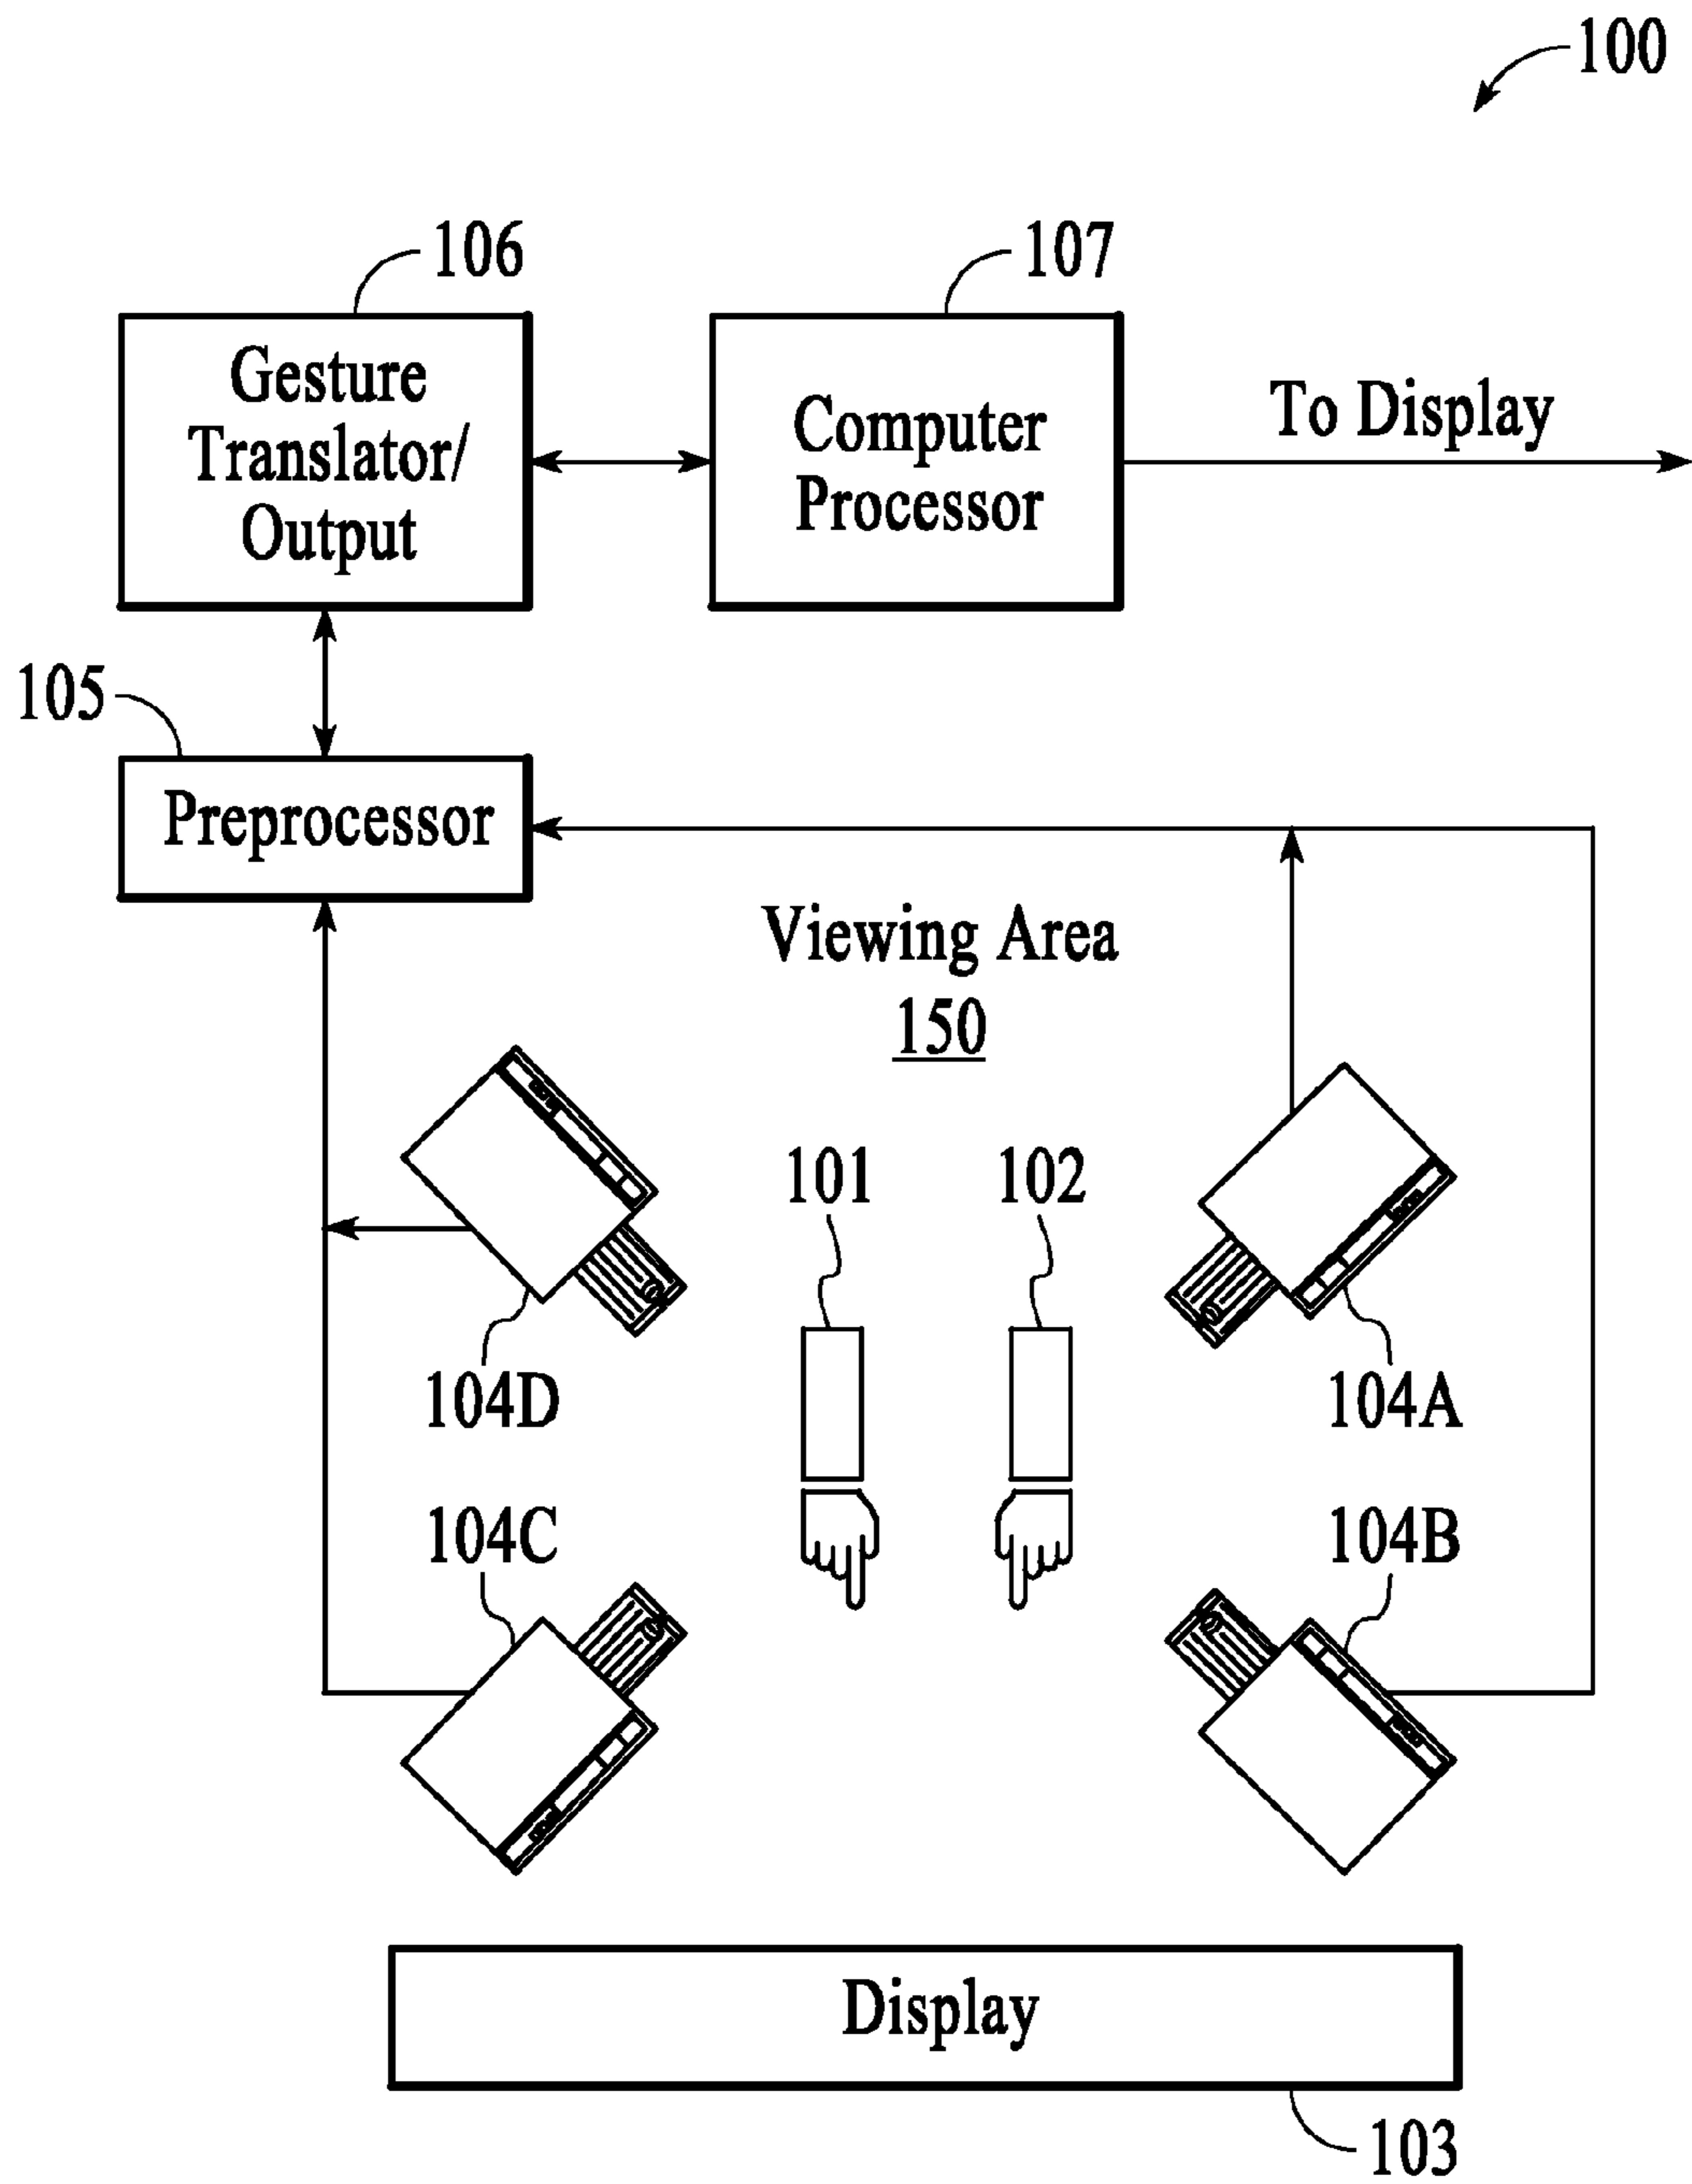 100
106
107
Gesture
Translator/
Output
Computer
Processor
To Display
105
Preprocessor
Viewing Area
150
101
102
104D
104A
104C
104B
Display
103